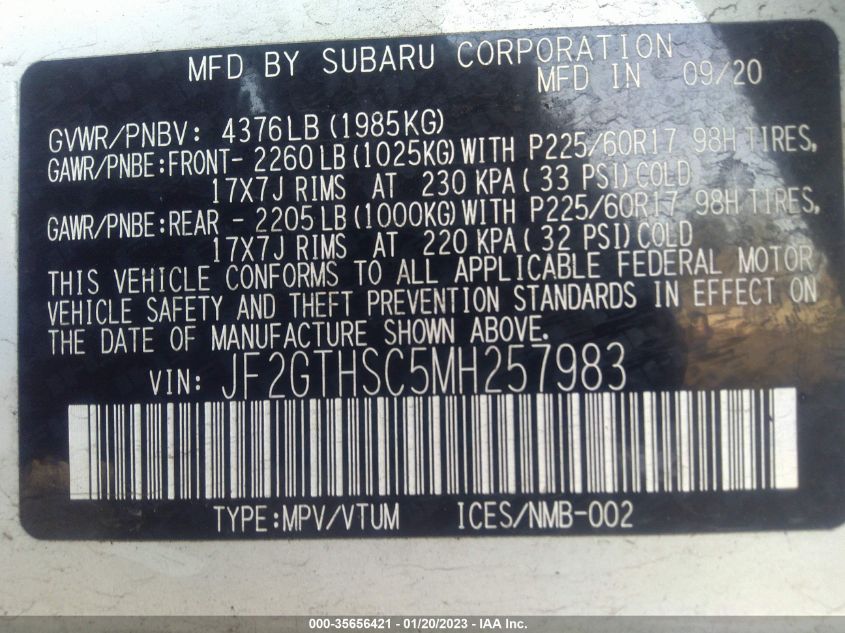 MFD BY SUBARU CORPORATION
MFD IN 09/20
GVWR/PNBV: 4376LB (1985KG)
GAWR/PNBE:FRONT- 2260 LB (1025KG) WITH P225/60R17 98H TIRES,
17X7J RIMS AT 230 KPA ( 33 PSI) COLD
GAWR/PNBE:REAR - 2205 LB (1000KG) WITH P225/60R17 98H TIRES,
17X7J RIMS AT 220 KPA ( 32 PSI) COLD
THIS VEHICLE CONFORMS TO ALL APPLICABLE FEDERAL MOTOR
VEHICLE SAFETY AND THEFT PREVENTION STANDARDS IN EFFECT ON
THE DATE OF MANUFACTURE SHOWN ABOVE.
VIN: JF2GTHSC5MH257983
TYPE:MPV/VTUM ICES/NMB-002
000-35656421 - 01/20/2023 - IAA Inc.